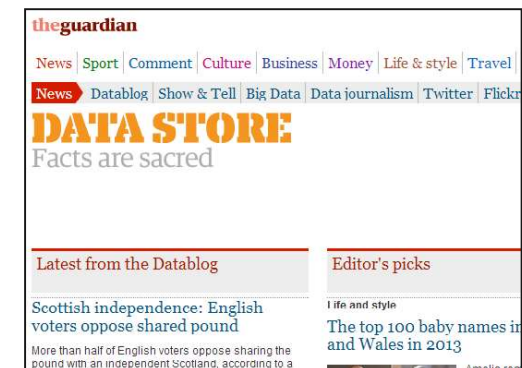 theguardian
News Sport Comment Culture Business Money Life & style Travel
News Datablog Show & Tell Big Data Data journalism Twitter Flickr
DATA STORE
Facts are sacred
Latest from the Datablog
Scottish independence: English
voters oppose shared pound
More than half of English voters oppose sharing the
pound with an independent Scotland, according to a
Editor's picks
Life and style
The top 100 baby names in
and Wales in 2013